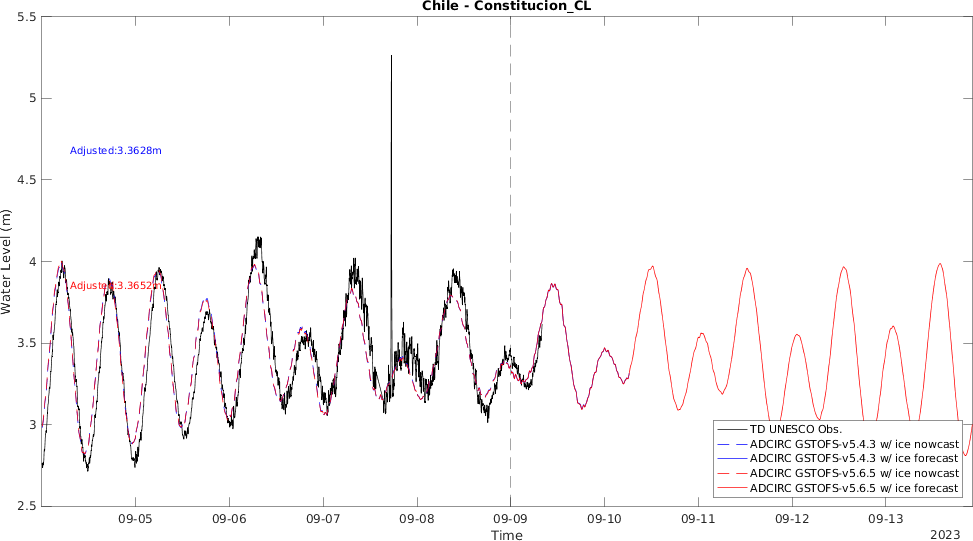 Chile - Constitucion_CL
5.5
5
4.5
4
3.5
3
2.5
Water Level (m)
Adjusted:3.3628m
Adjusted:3.3652m
TD UNESCO Obs.
ADCIRC GSTOFS-v5.4.3 w/ ice nowcast
ADCIRC GSTOFS-v5.4.3 w/ ice forecast
ADCIRC GSTOFS-v5.6.5 w/ ice nowcast
ADCIRC GSTOFS-v5.6.5 w/ ice forecast
09-05 09-06 09-07 09-08 09-09 09-10 09-11 09-12 09-13
Time
2023